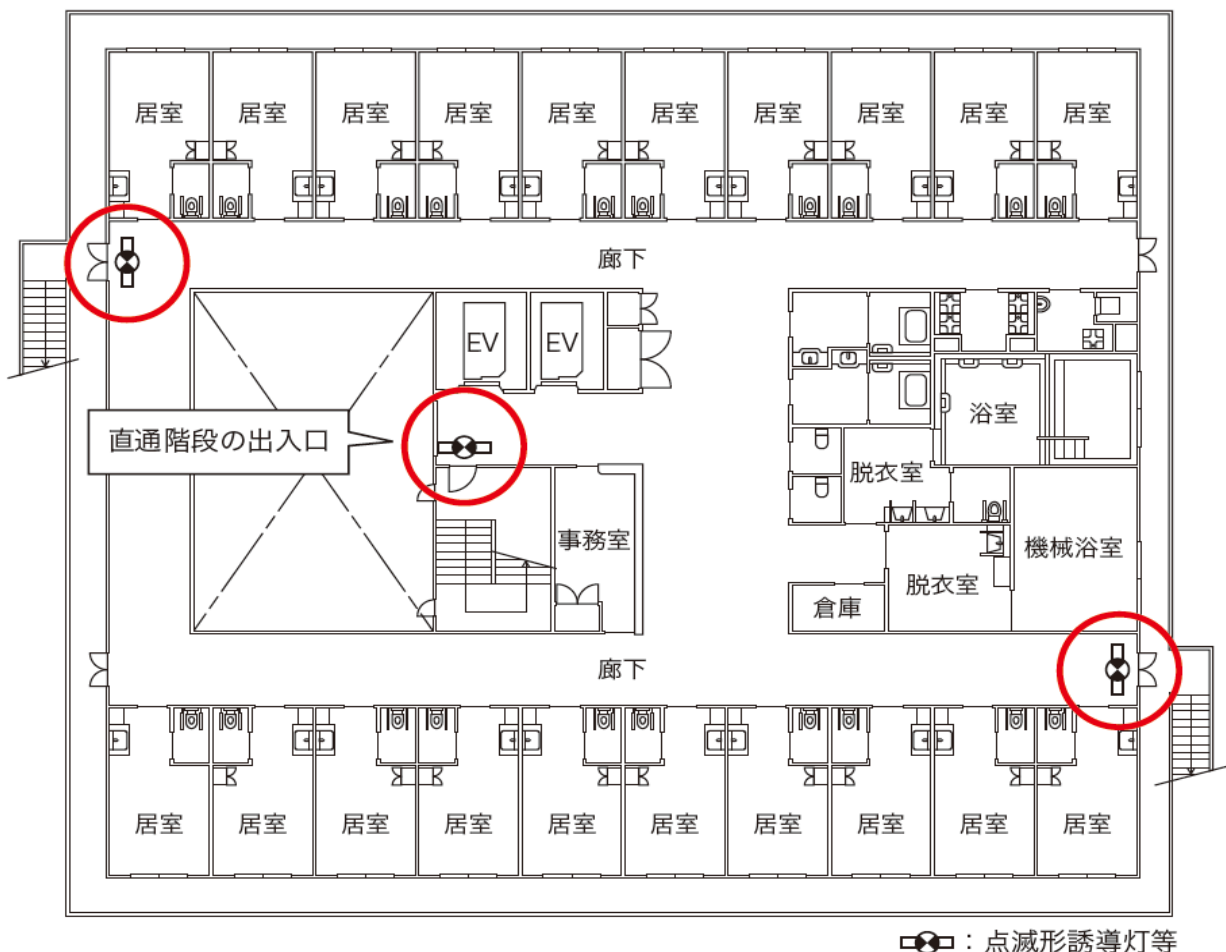 居室 居室 居室 居室 居室 居室 居室 居室 居室 居室
廊下
EV EV
直通階段の出入口
浴室
脱衣室
事務室
機械浴室
脱衣室
倉庫
廊下
居室 居室 居室 居室 居室 居室 居室 居室 居室 居室
：点滅形誘導灯等